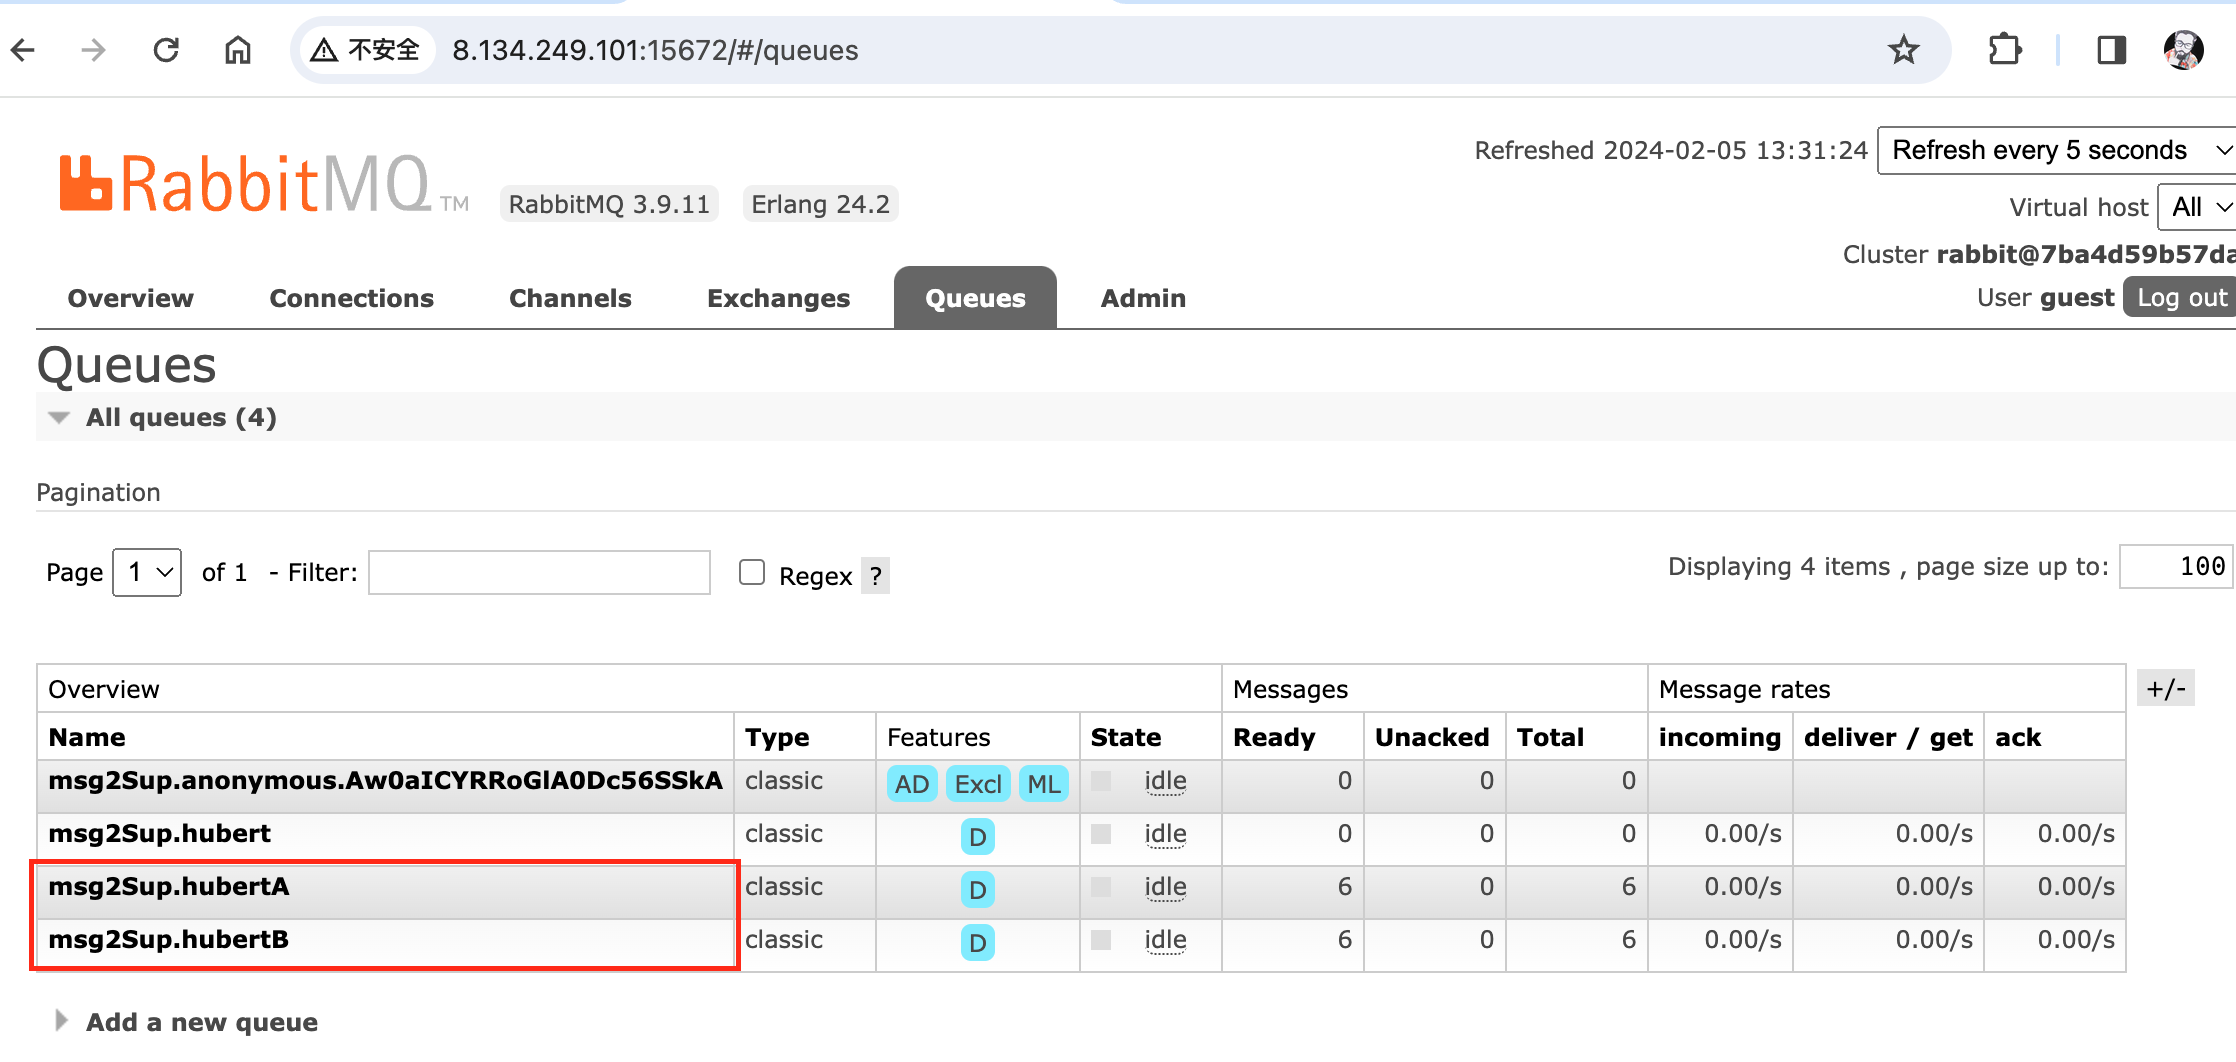 不安全 8.134.249.101:15672/#/queues
Refreshed 2024-02-05 13:31:24 Refresh every 5 seconds
RabbitMQ TM RabbitMQ 3.9.11 Erlang 24.2
Virtual host All
Cluster rabbit@7ba4d59b57da
Overview Connections Channels Exchanges Queues Admin
User guest Log out
Queues
All queues (4)
Pagination
Page 1 of 1 - Filter: Regex ? Displaying 4 items , page size up to: 100
Overview Messages Message rates +/-
Name Type Features State Ready Unacked Total incoming deliver / get ack
msg2Sup.anonymous.Aw0aICYRRoGlA0Dc56SSkA classic AD Excl ML idle 0 0 0
msg2Sup.hubert classic D idle 0 0 0 0.00/s 0.00/s 0.00/s
msg2Sup.hubertA classic D idle 6 0 6 0.00/s 0.00/s 0.00/s
msg2Sup.hubertB classic D idle 6 0 6 0.00/s 0.00/s 0.00/s
Add a new queue